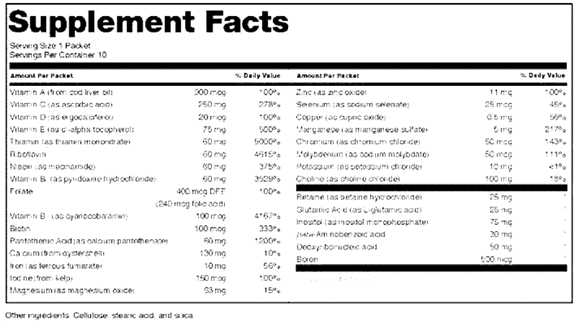 Supplement Facts
Serving Size 1 Packet
Servings Per Container 10
Amount Per Packet % Daily Value
Vitamin A (from cod liver oil) 900 mcg 100%
Vitamin C (as ascorbic acid) 250 mg 278%
Vitamin D (as ergocalciferol) 20 mcg 100%
Vitamin E (as d-alpha tocopherol) 75 mg 500%
Thiamin (as thiamin mononitrate) 60 mg 5000%
Riboflavin 60 mg 4615%
Niacin (as niacinamide) 60 mg 375%
Vitamin B (as pyridoxine hydrochloride) 60 mg 3529%
Folate 400 mcg DFE 100%
(240 mcg folic acid)
Vitamin B (as cyanocobalamin) 100 mcg 4167%
Biotin 100 mcg 333%
Pantothenic Acid (as calcium pantothenate) 60 mg 1200%
Calcium (from oystershell) 130 mg 10%
Iron (as ferrous fumarate) 10 mg 56%
Iodine (from kelp) 150 mcg 100%
Magnesium (as magnesium oxide) 63 mg 15%
Amount Per Packet % Daily Value
Zinc (as zinc oxide) 11 mg 100%
Selenium (as sodium selenate) 25 mcg 45%
Copper (as cupric oxide) 0.5 mg 56%
Manganese (as manganese sulfate) 5 mg 217%
Chromium (as chromium chloride) 50 mcg 143%
Molybdenum (as sodium molybdate) 50 mcg 111%
Potassium (as potassium chloride) 10 mg <1%
Choline (as choline chloride) 100 mg 18%
Betaine (as betaine hydrochloride) 25 mg
Glutamic Acid (as L-glutamic acid) 25 mg
Inositol (as inositol monophosphate) 75 mg
para-Aminobenzoic acid 30 mg
Deoxyribonucleic acid 50 mg
Boron 500 mcg
Other ingredients: Cellulose, stearic acid, and silica